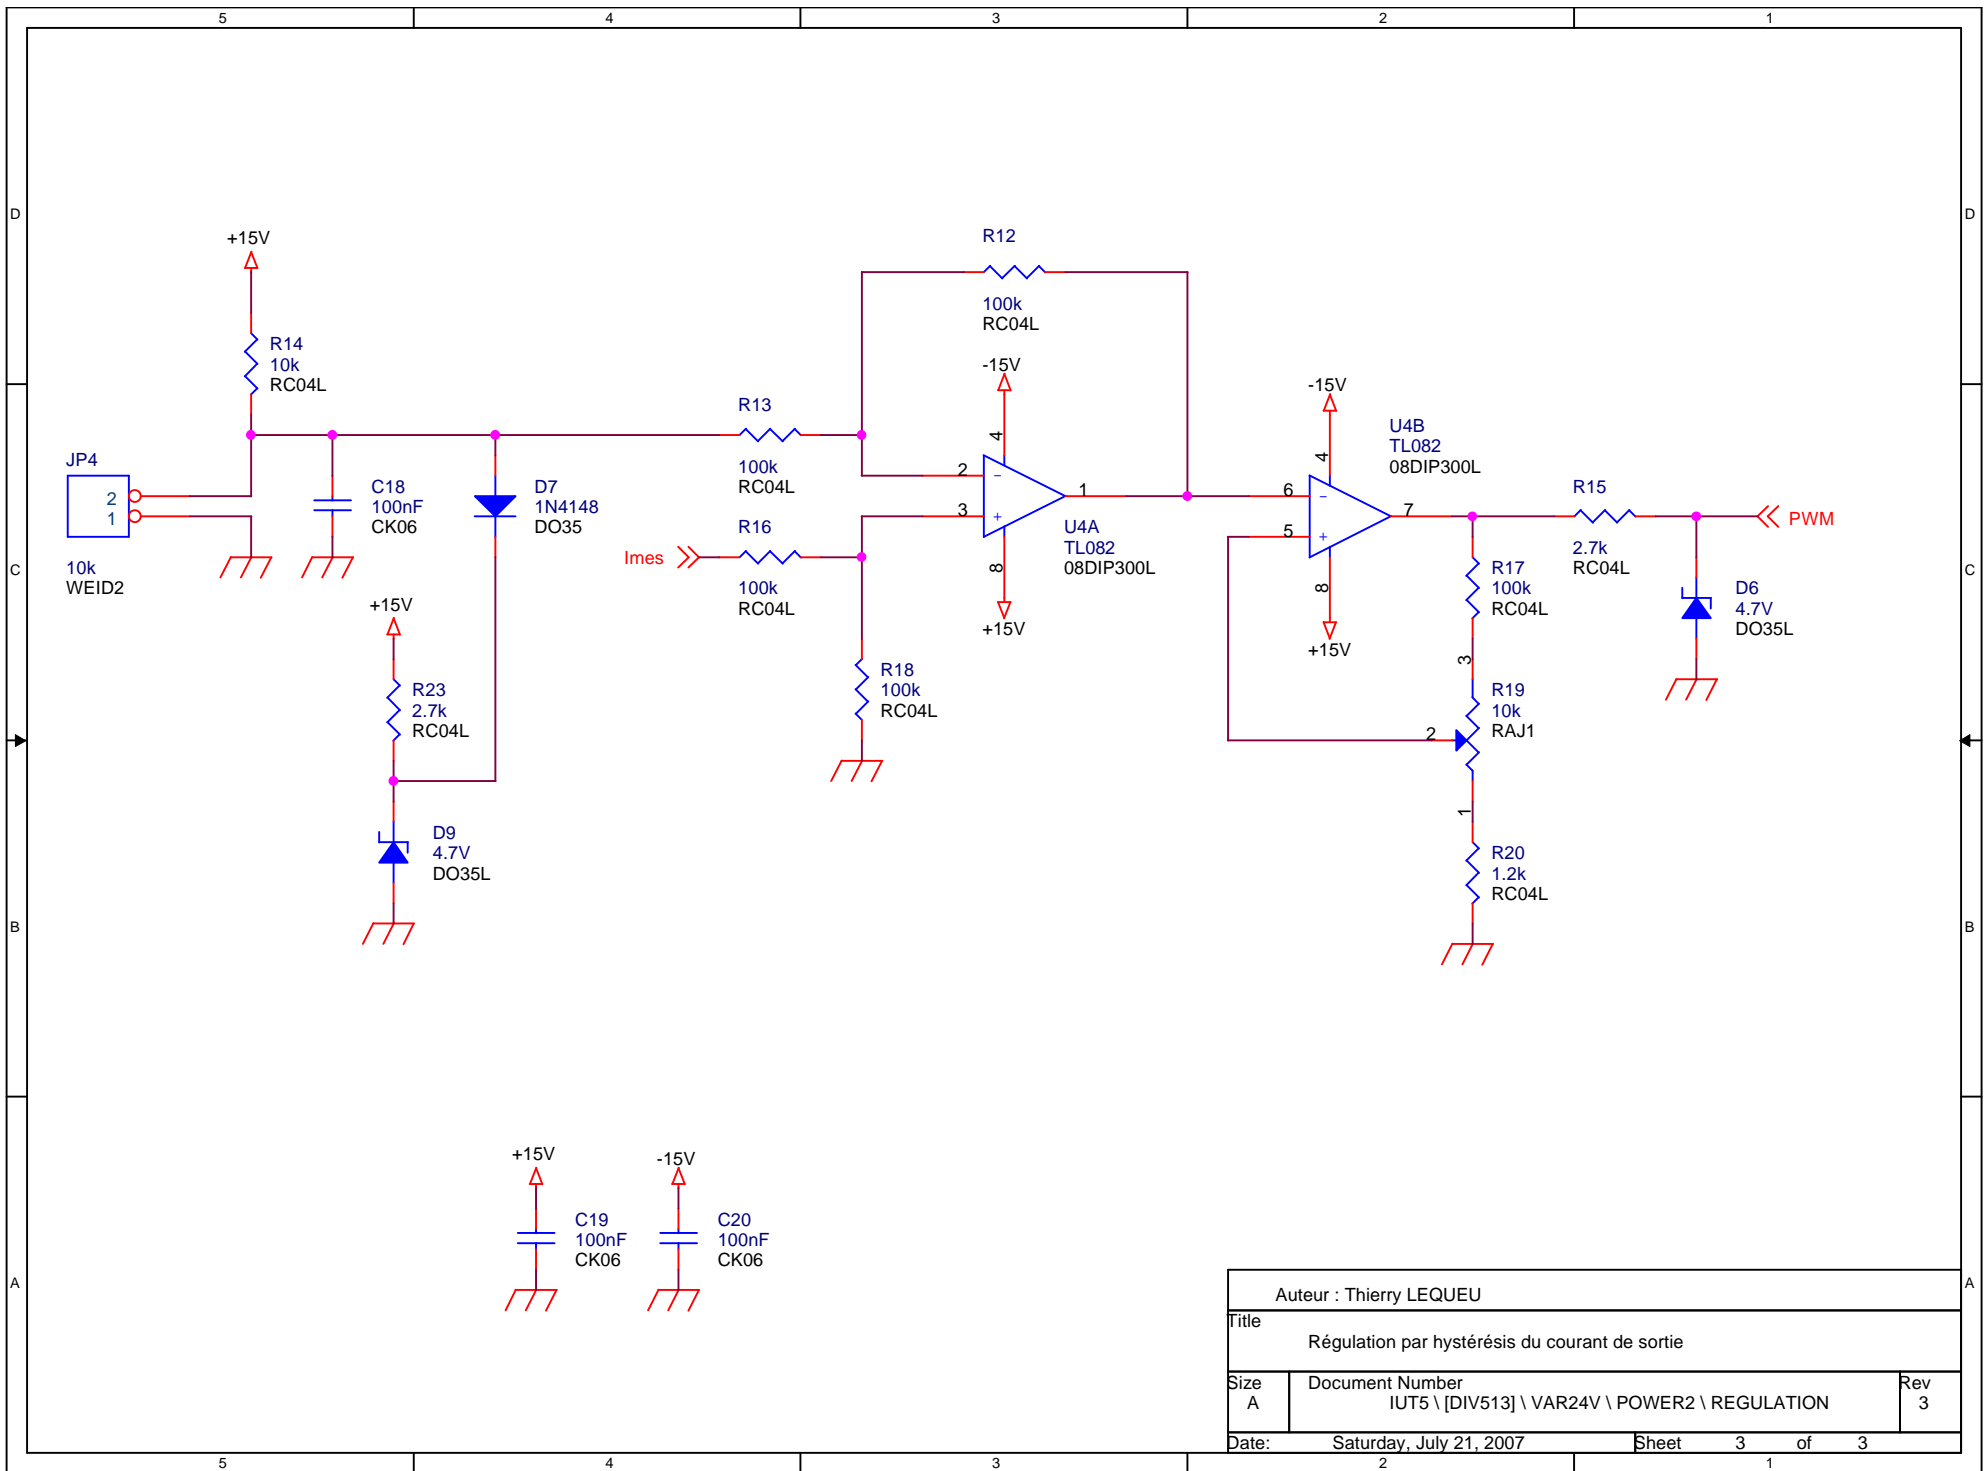 5 4 3 2 1
D D
C C
B B
A A
+15V
R14
10k
RC04L
JP4
2
1
10k
WEID2
C18
100nF
CK06
D7
1N4148
DO35
+15V
R23
2.7k
RC04L
D9
4.7V
DO35L
R13
100k
RC04L
Imes
R16
100k
RC04L
R18
100k
RC04L
R12
100k
RC04L
-15V
4
2
-
3
+
1
8
+15V
U4A
TL082
08DIP300L
-15V
4
6
-
5
+
7
8
+15V
U4B
TL082
08DIP300L
R15
2.7k
RC04L
PWM
D6
4.7V
DO35L
R17
100k
RC04L
3
R19
10k
RAJ1
2
1
R20
1.2k
RC04L
+15V
C19
100nF
CK06
-15V
C20
100nF
CK06
Auteur : Thierry LEQUEU
Title
Régulation par hystérésis du courant de sortie
Size Document Number Rev
A IUT5 \ [DIV513] \ VAR24V \ POWER2 \ REGULATION 3
Date: Saturday, July 21, 2007 Sheet 3 of 3
5 4 3 2 1